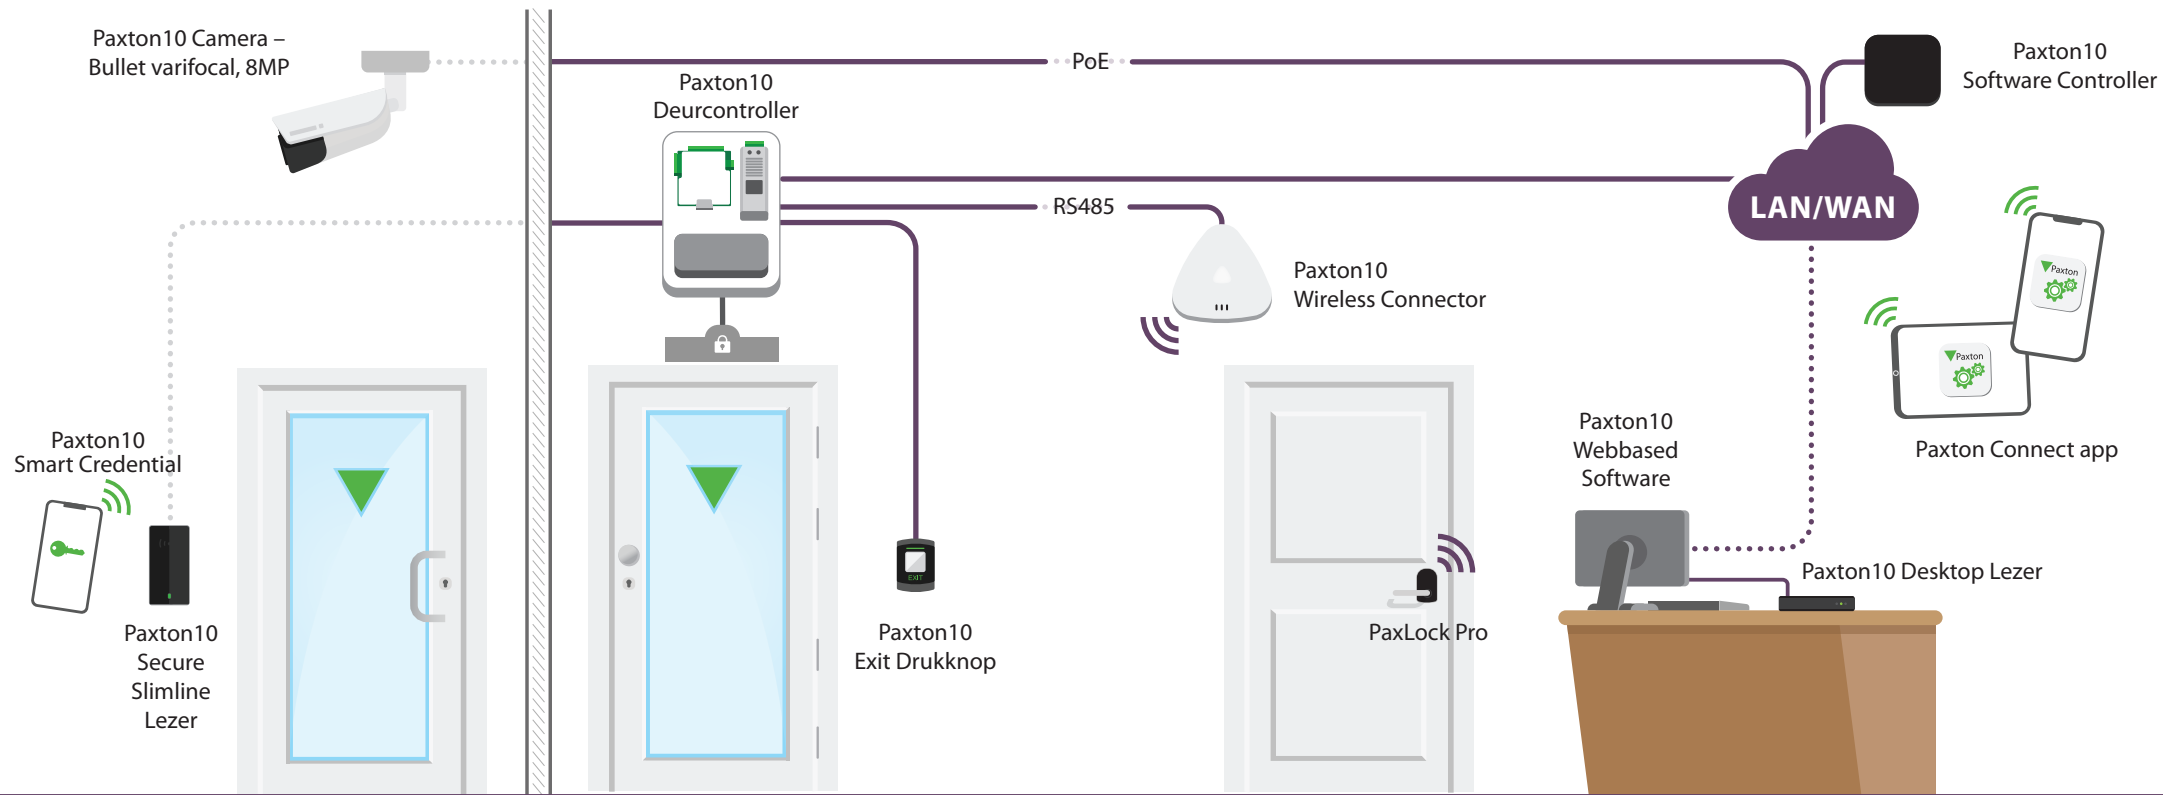 Paxton10 Camera –
Bullet varifocal, 8MP
PoE
Paxton10
Software Controller
Paxton10
Deurcontroller
RS485
LAN/WAN
Paxton10
Wireless Connector
Paxton
Paxton
Paxton Connect app
Paxton10
Smart Credential
Paxton10
Webbased
Software
EXIT
Paxton10 Desktop Lezer
Paxton10
Secure
Slimline
Lezer
Paxton10
Exit Drukknop
PaxLock Pro